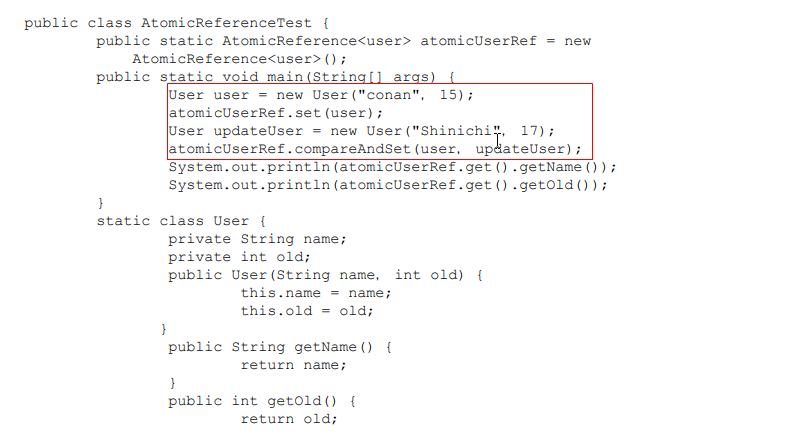 public class AtomicReferenceTest {
public static AtomicReference<user> atomicUserRef = new
AtomicReference<user>();
public static void main(String[] args) {
User user = new User("conan", 15);
atomicUserRef.set(user);
User updateUser = new User("Shinichi", 17);
atomicUserRef.compareAndSet(user, updateUser);
System.out.println(atomicUserRef.get().getName());
System.out.println(atomicUserRef.get().getOld());
}
static class User {
private String name;
private int old;
public User(String name, int old) {
this.name = name;
this.old = old;
}
public String getName() {
return name;
}
public int getOld() {
return old;